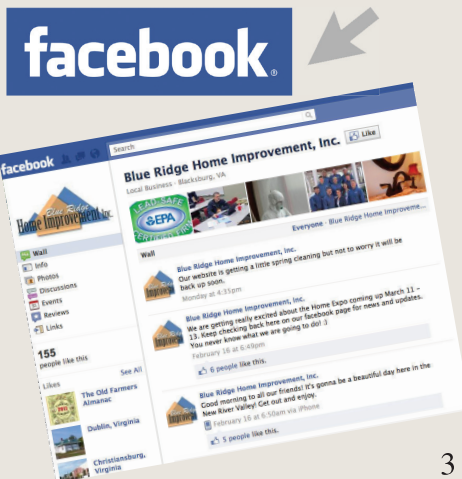 facebook®
facebook
Search
Blue Ridge Home Improvement, Inc. Like
Local Business · Blacksburg, VA
Blue Ridge
Home Improvement Inc.
LEAD-SAFE
EPA
CERTIFIED FIRM
Wall
Info
Photos
Discussions
Events
Reviews
Links
155
people like this
Likes See All
The Old Farmers
Almanac
Dublin, Virginia
Christiansburg,
Virginia
Wall Everyone · Blue Ridge Home Improveme...
Blue Ridge Home Improvement, Inc.
Our website is getting a little spring cleaning but not to worry it will be
back up soon.
Monday at 4:35pm
Blue Ridge Home Improvement, Inc.
We are getting really excited about the Home Expo coming up March 11 -
13. Keep checking back here on our facebook page for news and updates.
You never know what we are going to do! :)
February 16 at 6:49pm
6 people like this.
Blue Ridge Home Improvement, Inc.
Good morning to all our friends! It's gonna be a beautiful day here in the
New River Valley! Get out and enjoy.
February 16 at 6:50am via iPhone
5 people like this.
3